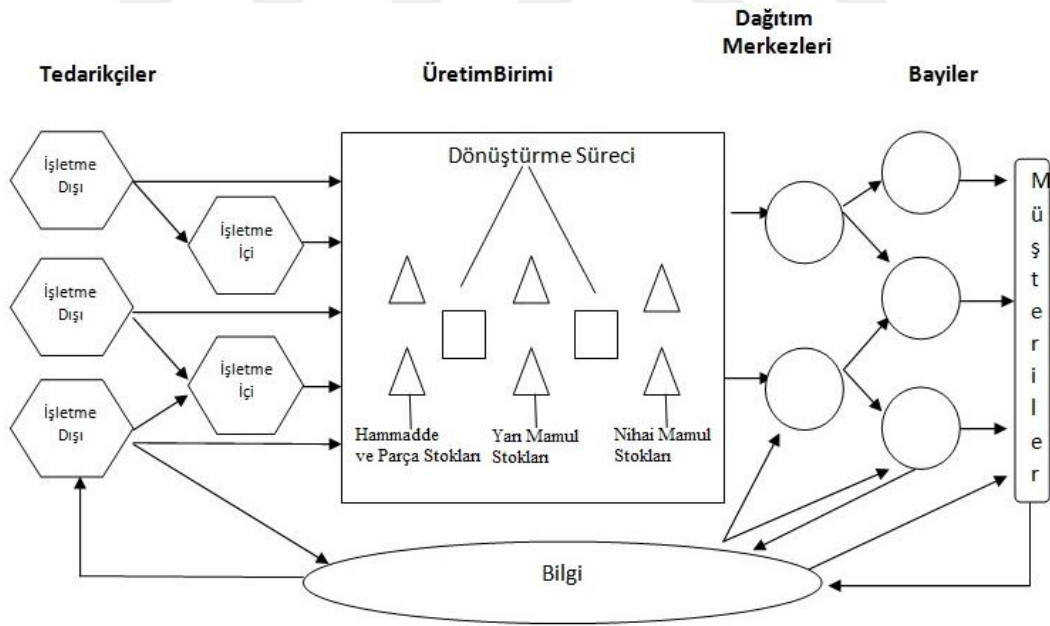 Dağıtım
Merkezleri
Tedarikçiler
ÜretimBirimi
Bayiler
İşletme
Dışı
İşletme
İçi
İşletme
Dışı
İşletme
İçi
İşletme
Dışı
Dönüştürme Süreci
Hammadde
ve Parça Stokları
Yarı Mamul
Stokları
Nihai Mamul
Stokları
Müşteriler
Bilgi